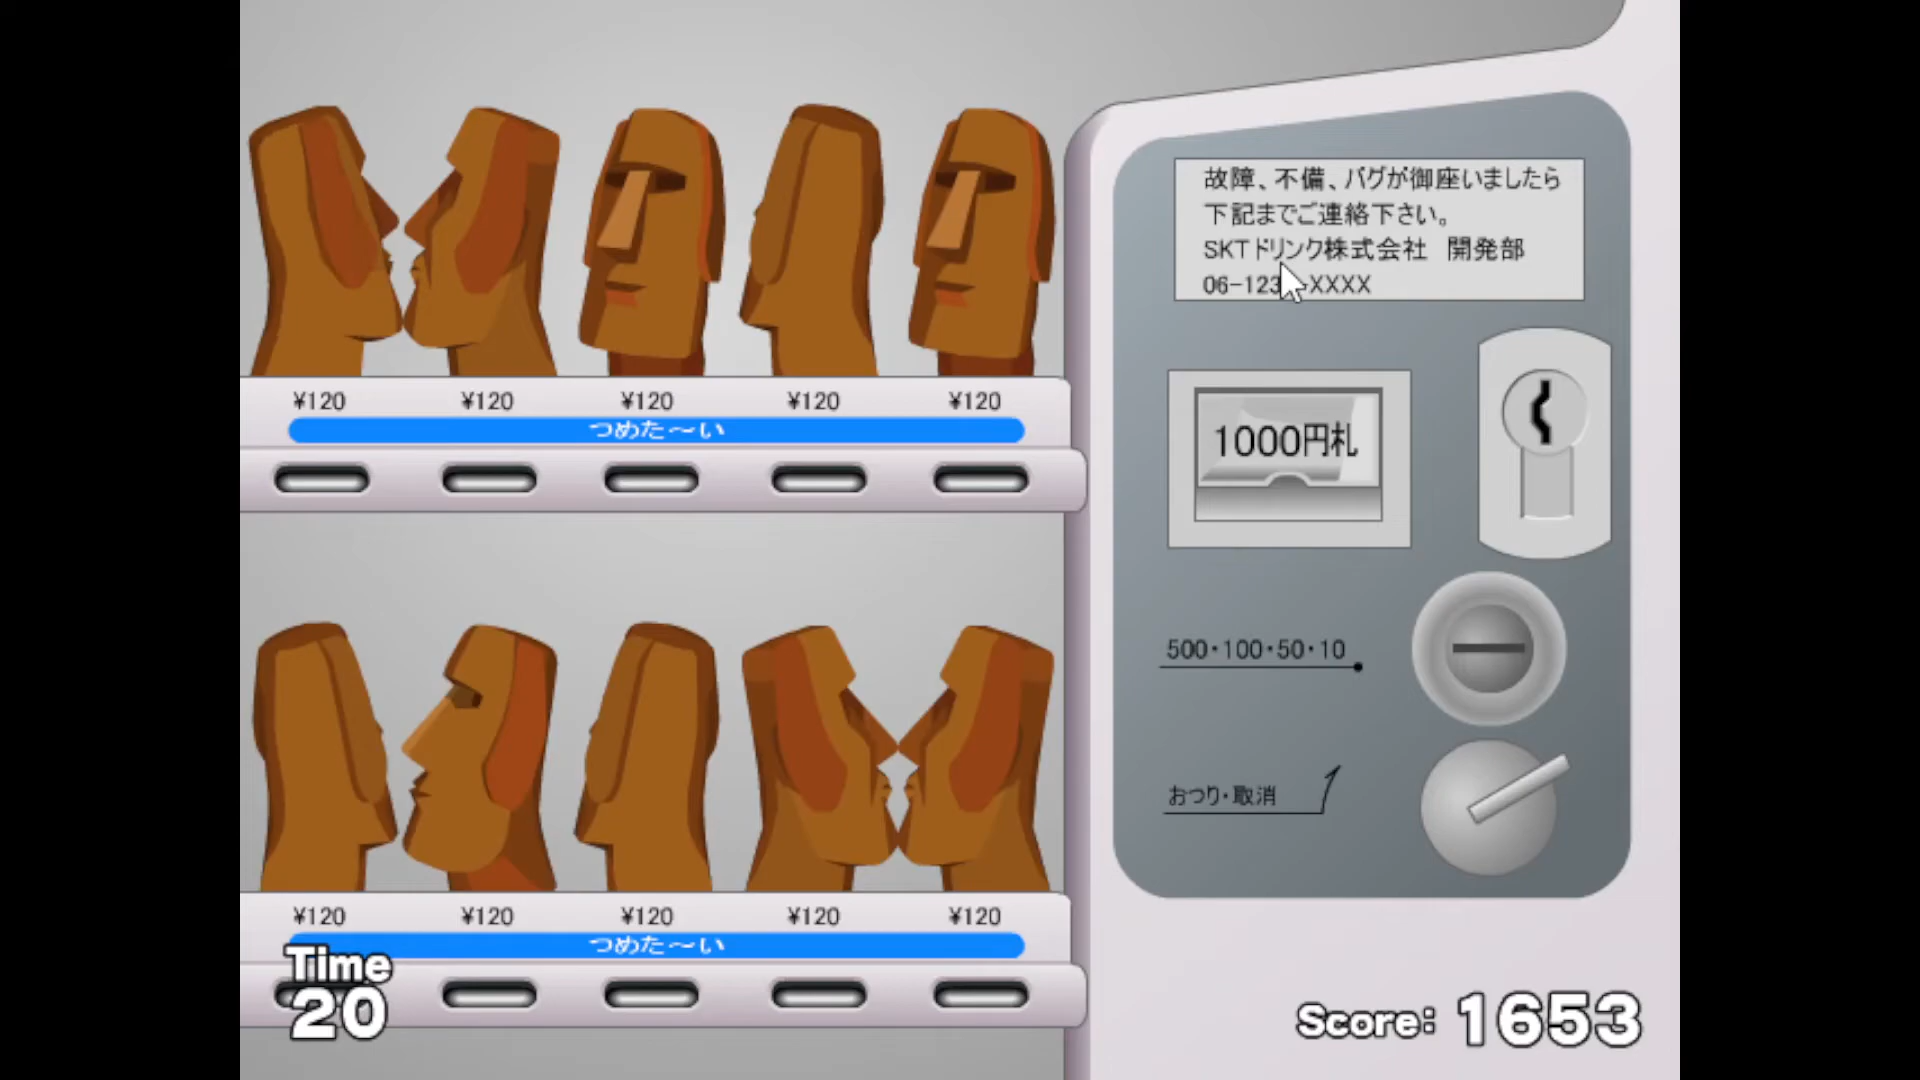 故障、不備、バグが御座いましたら
下記までご連絡下さい。
SKTドリンク株式会社 開発部
06-123 -XXXX
¥120 ¥120 ¥120 ¥120 ¥120
つめた～い
1000円札
500・100・50・10
おつり・取消
¥120 ¥120 ¥120 ¥120 ¥120
つめた～い
Time
20
Score: 1653